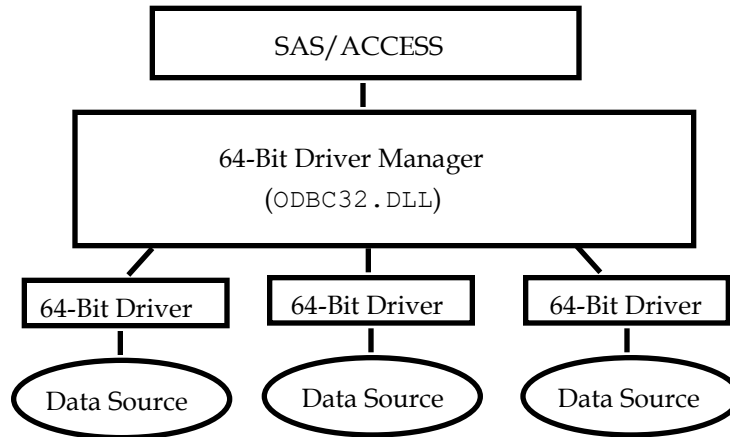 SAS/ACCESS
64-Bit Driver Manager
(ODBC32.DLL)
64-Bit Driver
64-Bit Driver
64-Bit Driver
Data Source
Data Source
Data Source